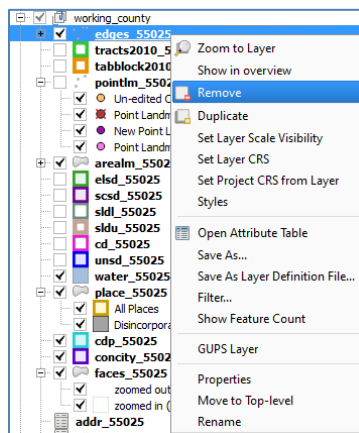 working_county
edges_55025
tracts2010_5
tabblock2010
pointlm_5502
Un-edited C
Point Landm
New Point L
Point Landm
arealm_5502
elsd_55025
scsd_55025
sldl_55025
sldu_55025
cd_55025
unsd_55025
water_55025
place_55025
All Places
Disincorpora
cdp_55025
concity_5502
faces_55025
zoomed out
zoomed in (
addr_55025
Zoom to Layer
Show in overview
Remove
Duplicate
Set Layer Scale Visibility
Set Layer CRS
Set Project CRS from Layer
Styles
Open Attribute Table
Save As...
Save As Layer Definition File...
Filter...
Show Feature Count
GUPS Layer
Properties
Move to Top-level
Rename